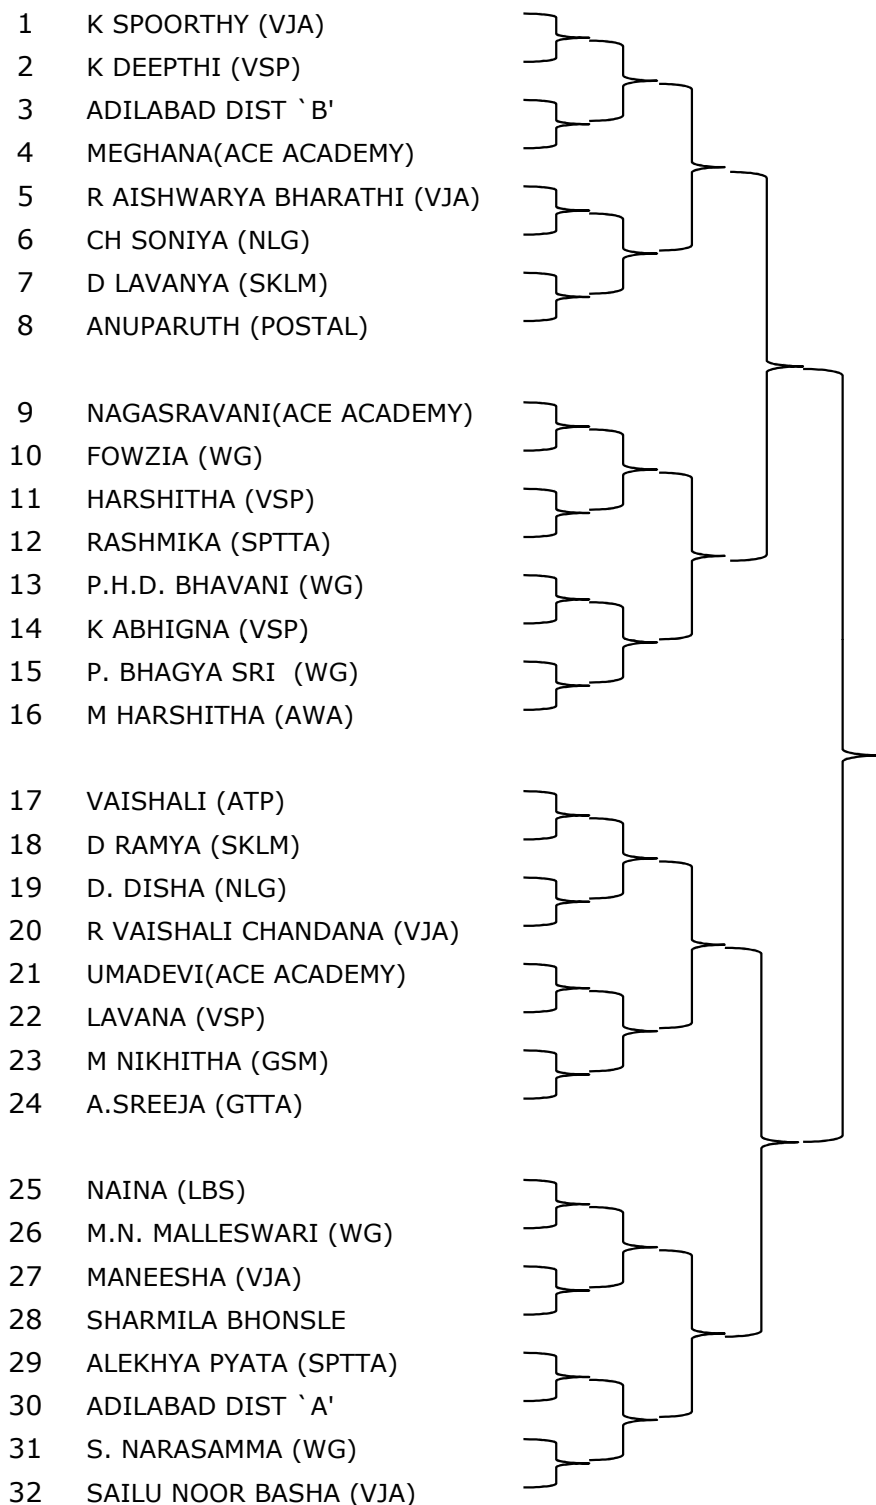 1 K SPOORTHY (VJA)
2 K DEEPTHI (VSP)
3 ADILABAD DIST `B'
4 MEGHANA(ACE ACADEMY)
5 R AISHWARYA BHARATHI (VJA)
6 CH SONIYA (NLG)
7 D LAVANYA (SKLM)
8 ANUPARUTH (POSTAL)
9 NAGASRAVANI(ACE ACADEMY)
10 FOWZIA (WG)
11 HARSHITHA (VSP)
12 RASHMIKA (SPTTA)
13 P.H.D. BHAVANI (WG)
14 K ABHIGNA (VSP)
15 P. BHAGYA SRI  (WG)
16 M HARSHITHA (AWA)
17 VAISHALI (ATP)
18 D RAMYA (SKLM)
19 D. DISHA (NLG)
20 R VAISHALI CHANDANA (VJA)
21 UMADEVI(ACE ACADEMY)
22 LAVANA (VSP)
23 M NIKHITHA (GSM)
24 A.SREEJA (GTTA)
25 NAINA (LBS)
26 M.N. MALLESWARI (WG)
27 MANEESHA (VJA)
28 SHARMILA BHONSLE
29 ALEKHYA PYATA (SPTTA)
30 ADILABAD DIST `A'
31 S. NARASAMMA (WG)
32 SAILU NOOR BASHA (VJA)